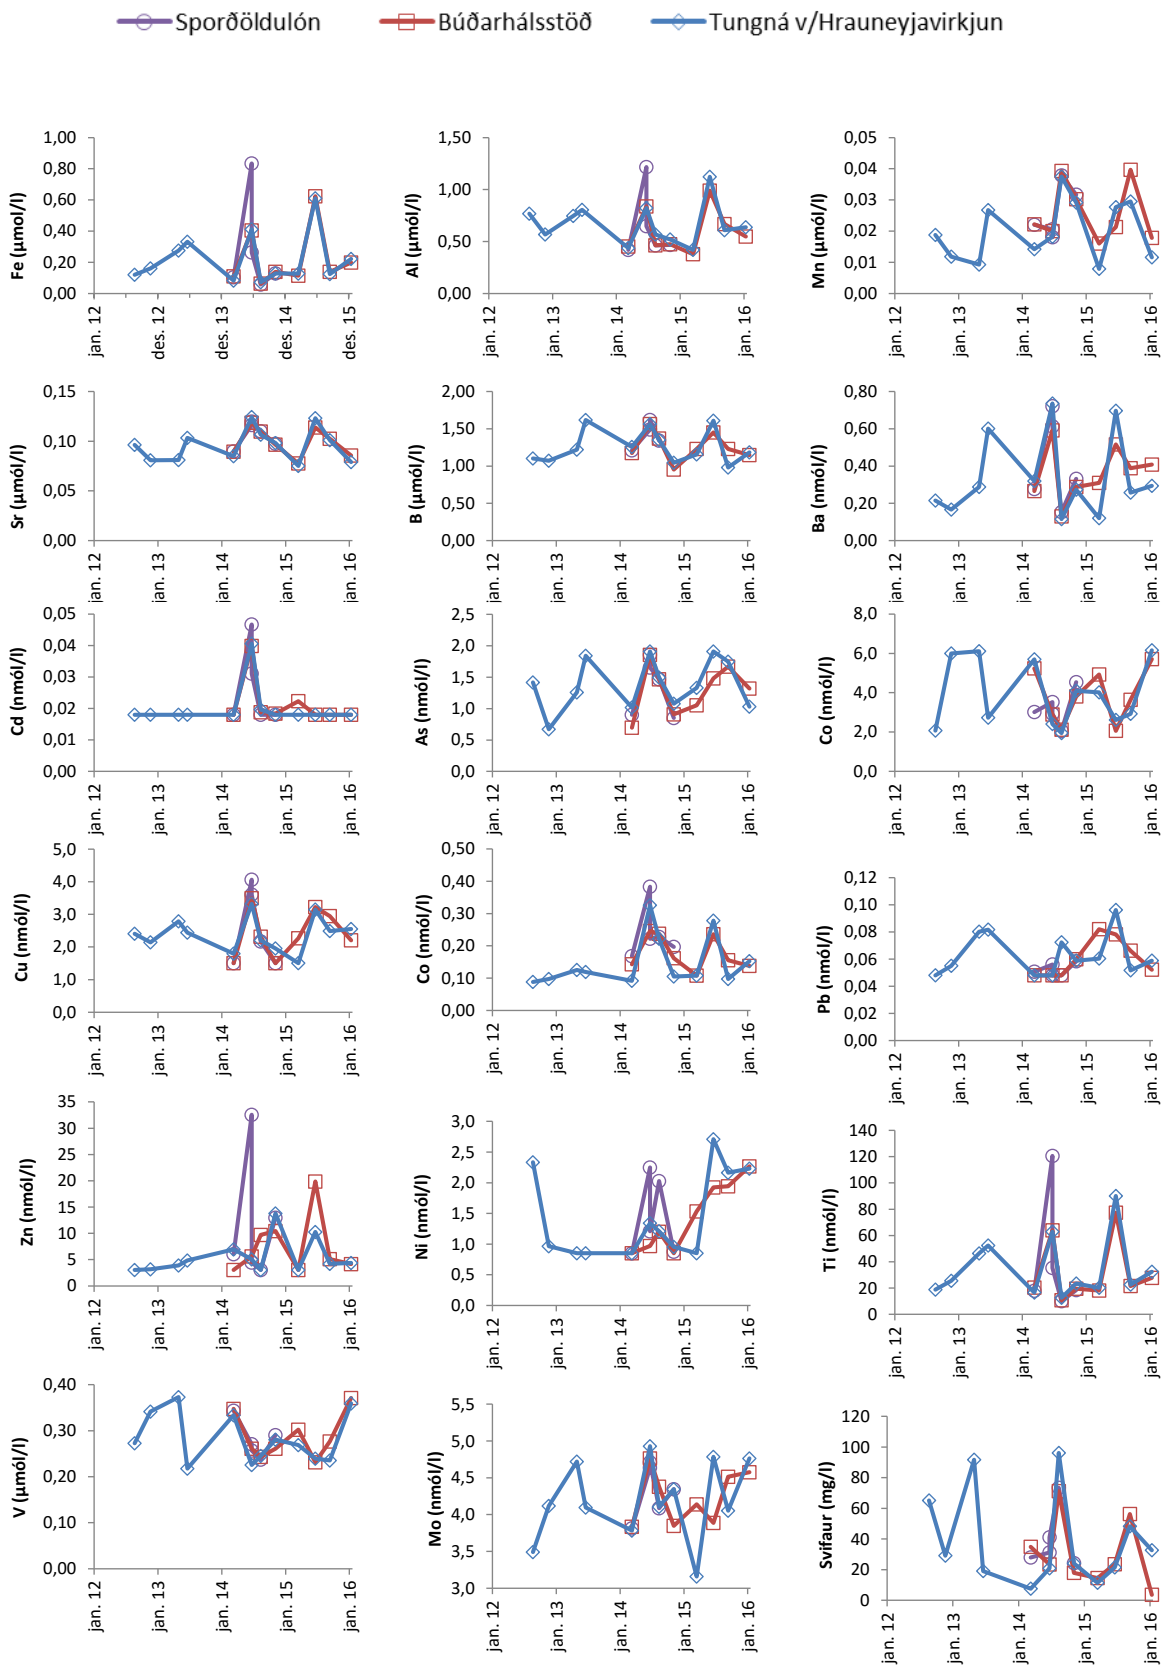 Sporðöldulón Búðarhálsstöð Tungná v/Hrauneyjavirkjun
Fe (µmól/l)
1,00
0,80
0,60
0,40
0,20
0,00
jan. 12
des. 12
des. 13
des. 14
des. 15
Al (µmól/l)
1,50
1,00
0,50
0,00
jan. 12
jan. 13
jan. 14
jan. 15
jan. 16
Mn (µmól/l)
0,05
0,04
0,03
0,02
0,01
0,00
jan. 12
jan. 13
jan. 14
jan. 15
jan. 16
Sr (µmól/l)
0,15
0,10
0,05
0,00
jan. 12
jan. 13
jan. 14
jan. 15
jan. 16
B (µmól/l)
2,00
1,50
1,00
0,50
0,00
jan. 12
jan. 13
jan. 14
jan. 15
jan. 16
Ba (nmól/l)
0,80
0,60
0,40
0,20
0,00
jan. 12
jan. 13
jan. 14
jan. 15
jan. 16
Cd (nmól/l)
0,05
0,04
0,03
0,02
0,01
0,00
jan. 12
jan. 13
jan. 14
jan. 15
jan. 16
As (nmól/l)
2,5
2,0
1,5
1,0
0,5
0,0
jan. 12
jan. 13
jan. 14
jan. 15
jan. 16
Co (nmól/l)
8,0
6,0
4,0
2,0
0,0
jan. 12
jan. 13
jan. 14
jan. 15
jan. 16
Cu (nmól/l)
5,0
4,0
3,0
2,0
1,0
0,0
jan. 12
jan. 13
jan. 14
jan. 15
jan. 16
Co (nmól/l)
0,50
0,40
0,30
0,20
0,10
0,00
jan. 12
jan. 13
jan. 14
jan. 15
jan. 16
Pb (nmól/l)
0,12
0,10
0,08
0,06
0,04
0,02
0,00
jan. 12
jan. 13
jan. 14
jan. 15
jan. 16
Zn (nmól/l)
35
30
25
20
15
10
5
0
jan. 12
jan. 13
jan. 14
jan. 15
jan. 16
Ni (nmól/l)
3,0
2,5
2,0
1,5
1,0
0,5
0,0
jan. 12
jan. 13
jan. 14
jan. 15
jan. 16
Ti (nmól/l)
140
120
100
80
60
40
20
0
jan. 12
jan. 13
jan. 14
jan. 15
jan. 16
V (µmól/l)
0,40
0,30
0,20
0,10
0,00
jan. 12
jan. 13
jan. 14
jan. 15
jan. 16
Mo (nmól/l)
5,5
5,0
4,5
4,0
3,5
3,0
jan. 12
jan. 13
jan. 14
jan. 15
jan. 16
Svifaur (mg/l)
120
100
80
60
40
20
0
jan. 12
jan. 13
jan. 14
jan. 15
jan. 16